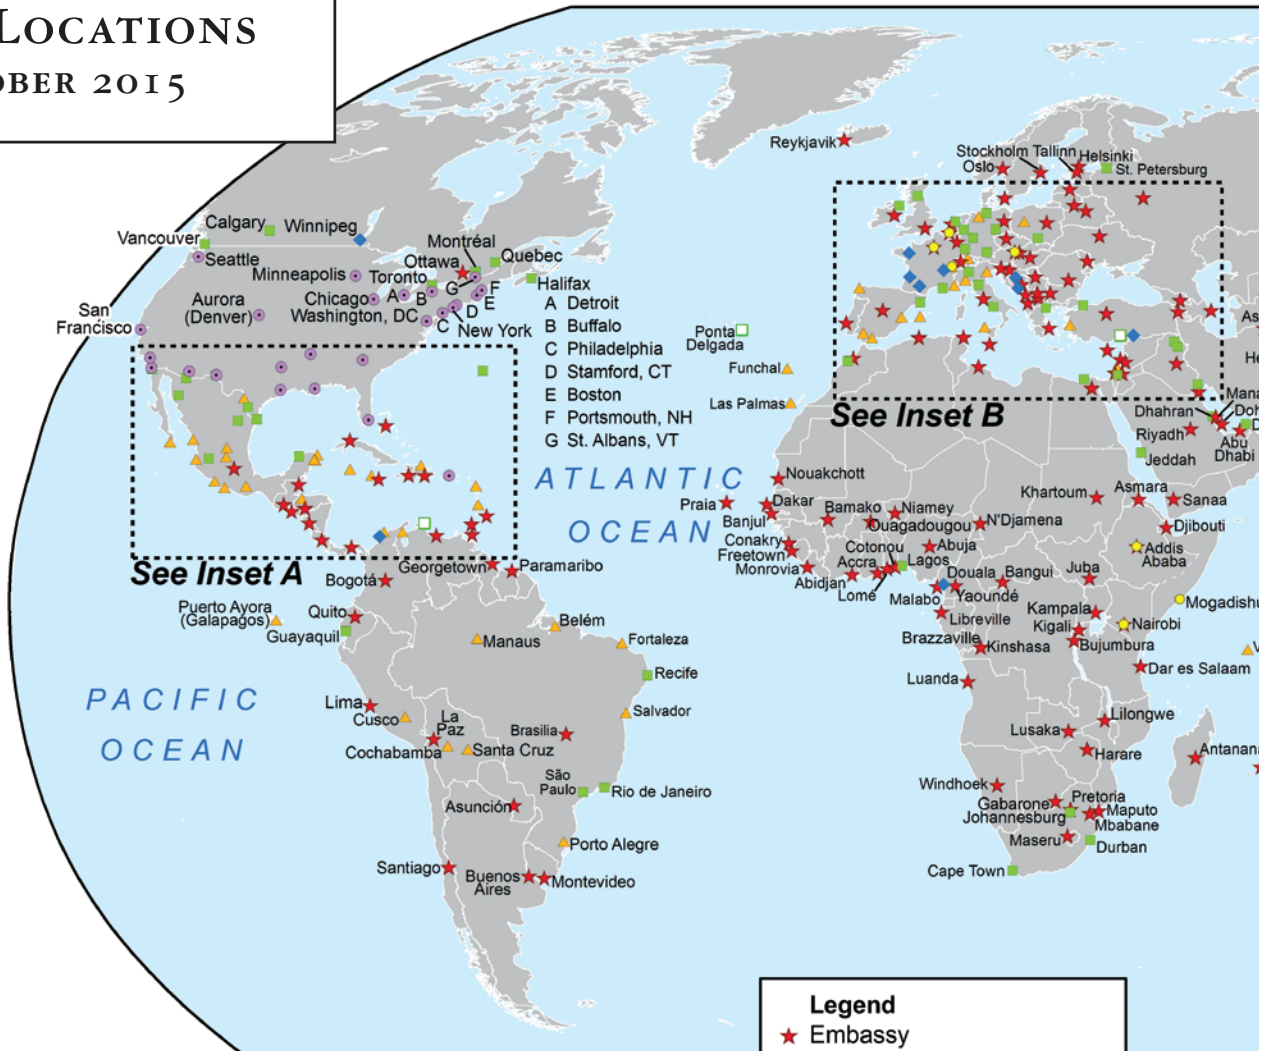 LOCATIONS
OBER 2015
Reykjavik
Stockholm
Tallinn
Helsinki
Oslo
St. Petersburg
Calgary
Winnipeg
Vancouver
Montréal
Seattle
Ottawa
Quebec
Minneapolis
Toronto
Halifax
Aurora
(Denver)
Chicago
A
B
G
F
E
D
C
San
Francisco
Washington, DC
New York
A Detroit
B Buffalo
C Philadelphia
D Stamford, CT
E Boston
F Portsmouth, NH
G St. Albans, VT
Ponta
Delgada
Funchal
Las Palmas
See Inset B
As
He
Mana
Dhahran
Doh
D
Riyadh
Abu
Dhabi
Jeddah
ATLANTIC
OCEAN
Nouakchott
Praia
Dakar
Banjul
Bamako
Niamey
Ouagadougou
N'Djamena
Khartoum
Asmara
Sanaa
Djibouti
Conakry
Freetown
Monrovia
Cotonou
Accra
Abuja
Lagos
Abidjan
Lomé
Addis
Ababa
Douala
Bangui
Juba
Malabo
Yaoundé
Mogadishu
Libreville
Kampala
Kigali
Nairobi
Brazzaville
Kinshasa
Bujumbura
V
Dar es Salaam
Luanda
Lilongwe
Lusaka
Harare
Antanana
Windhoek
Gabarone
Pretoria
Johannesburg
Maputo
Mbabane
Maseru
Durban
Cape Town
See Inset A
Georgetown
Paramaribo
Bogotá
Puerto Ayora
(Galapagos)
Quito
Guayaquil
Belém
Manaus
Fortaleza
Recife
PACIFIC
OCEAN
Lima
Cusco
La
Paz
Salvador
Brasilia
Cochabamba
Santa Cruz
São
Paulo
Rio de Janeiro
Asunción
Porto Alegre
Santiago
Buenos
Aires
Montevideo
Legend
Embassy